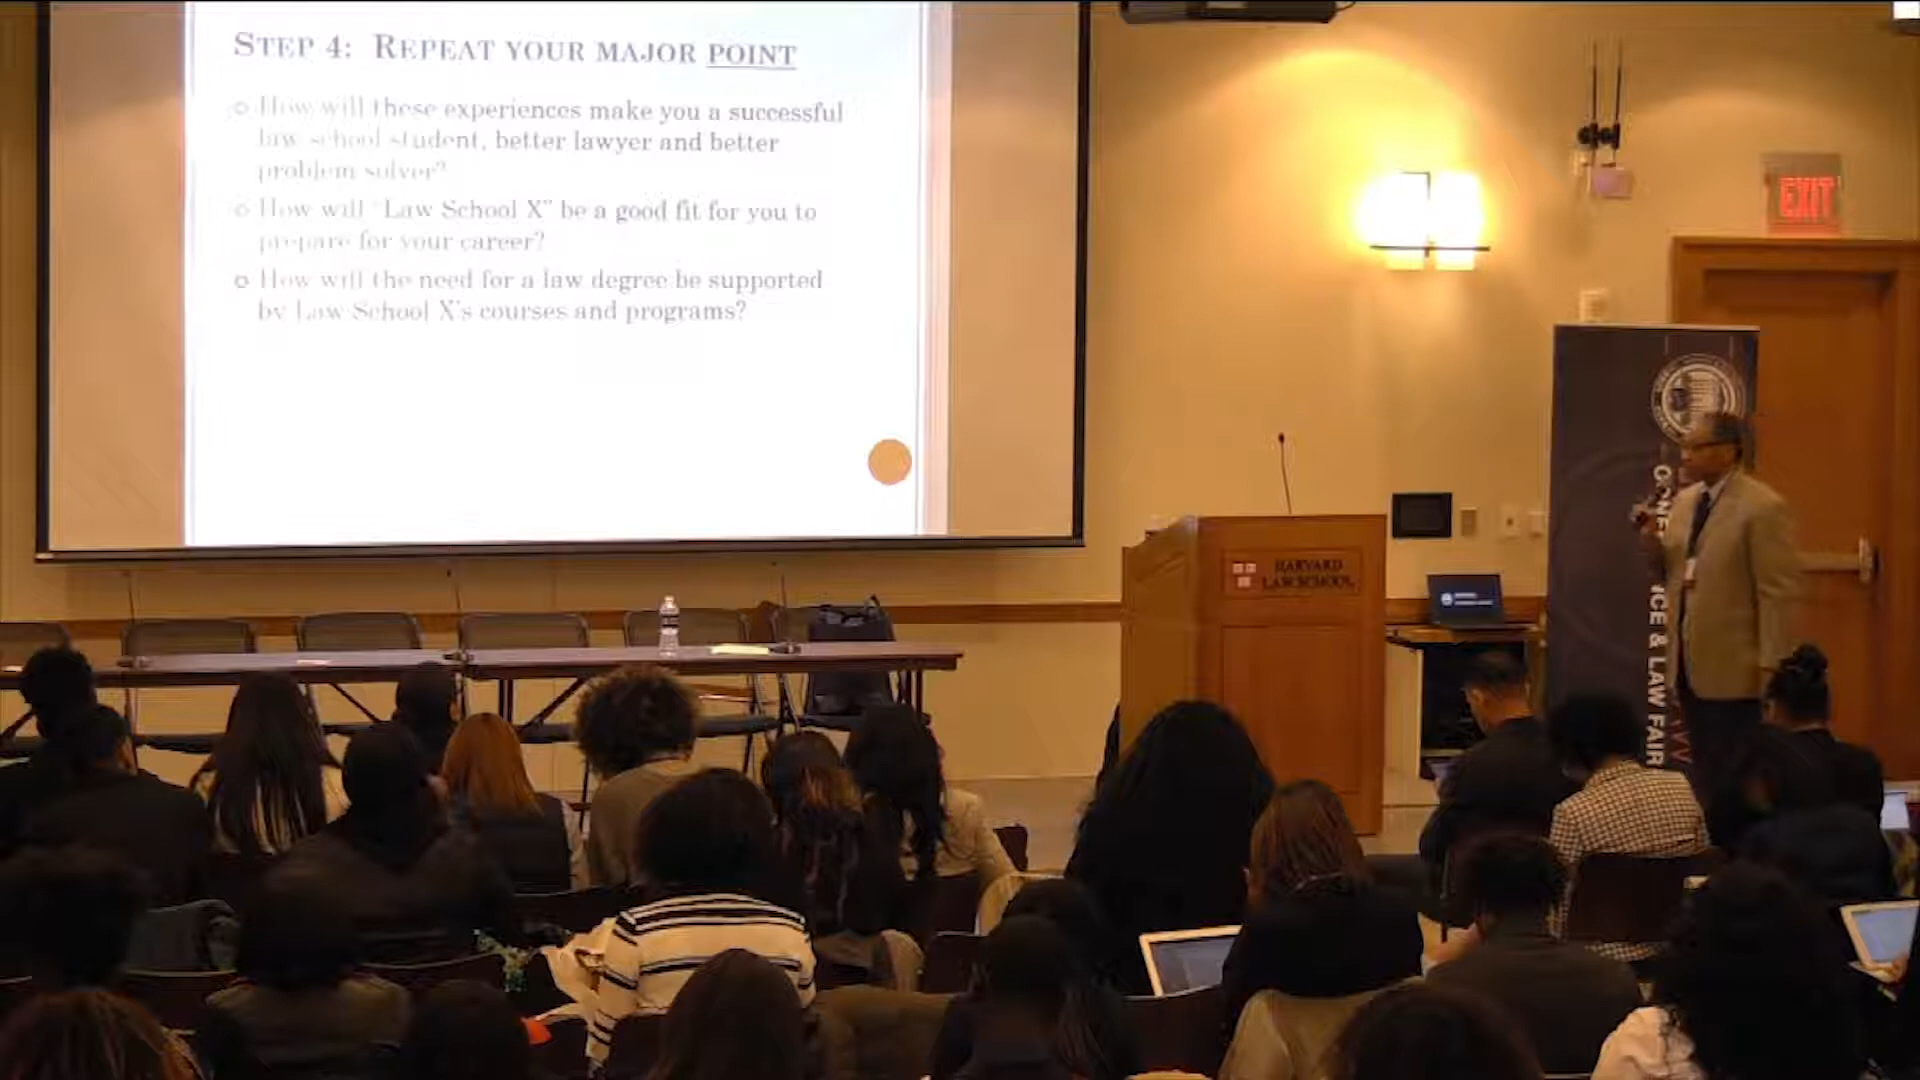 STEP 4: REPEAT YOUR MAJOR POINT
How will these experiences make you a successful
law school student, better lawyer and better
problem solver?
How will "Law School X" be a good fit for you to
prepare for your career?
How will the need for a law degree be supported
by Law School X's courses and programs?
EXIT
HARVARD
LAW SCHOOL
& LAW FAIR